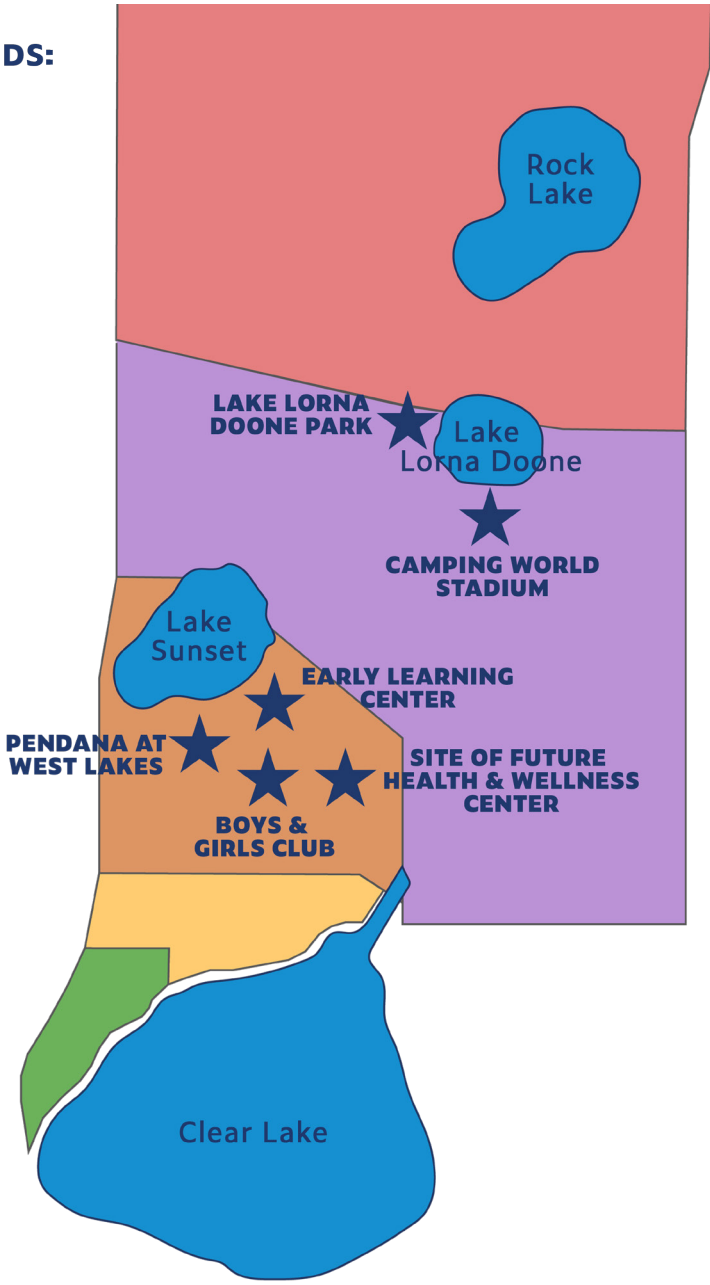 DS:
Rock
Lake
LAKE LORNA
DOONE PARK
Lake
Lorna Doone
CAMPING WORLD
STADIUM
Lake
Sunset
EARLY LEARNING
CENTER
PENDANA AT
WEST LAKES
SITE OF FUTURE
HEALTH & WELLNESS
CENTER
BOYS &
GIRLS CLUB
Clear Lake